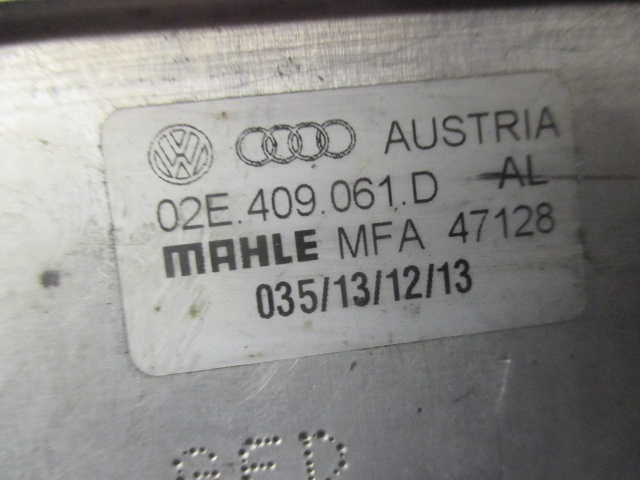 AUSTRIA
02E.409.061.D AL
MAHLE MFA 47128
035/13/12/13